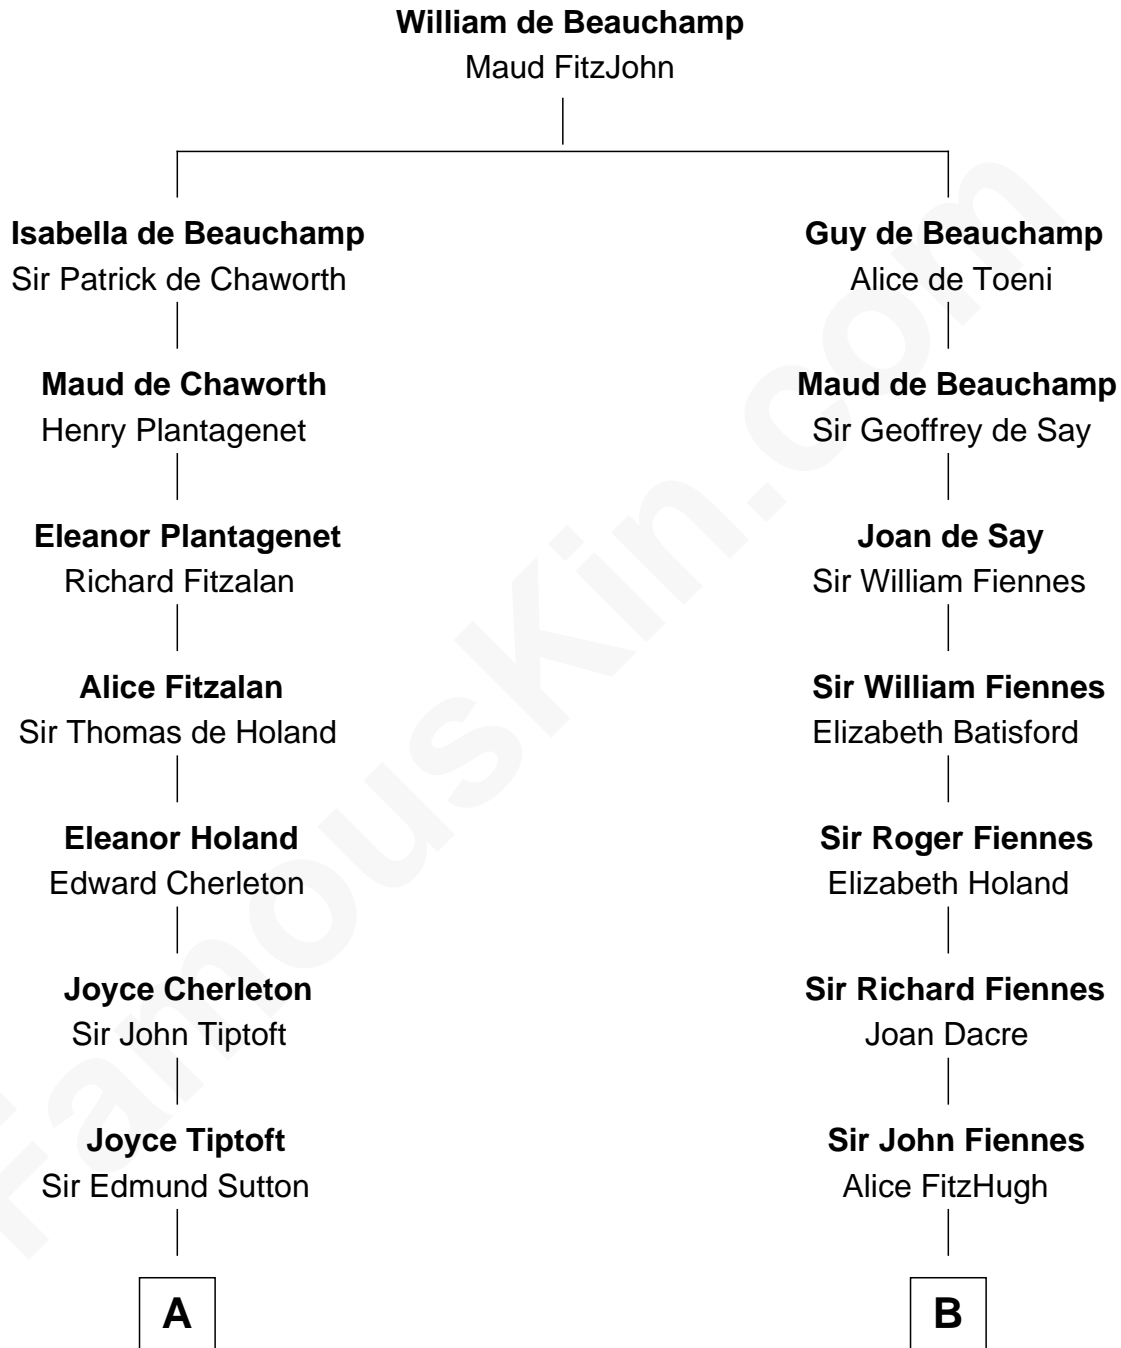 William de Beauchamp
Maud FitzJohn
Isabella de Beauchamp
Sir Patrick de Chaworth
Maud de Chaworth
Henry Plantagenet
Eleanor Plantagenet
Richard Fitzalan
Alice Fitzalan
Sir Thomas de Holand
Eleanor Holand
Edward Cherleton
Joyce Cherleton
Sir John Tiptoft
Joyce Tiptoft
Sir Edmund Sutton
A
Guy de Beauchamp
Alice de Toeni
Maud de Beauchamp
Sir Geoffrey de Say
Joan de Say
Sir William Fiennes
Sir William Fiennes
Elizabeth Batisford
Sir Roger Fiennes
Elizabeth Holand
Sir Richard Fiennes
Joan Dacre
Sir John Fiennes
Alice FitzHugh
B
FamousKin.com